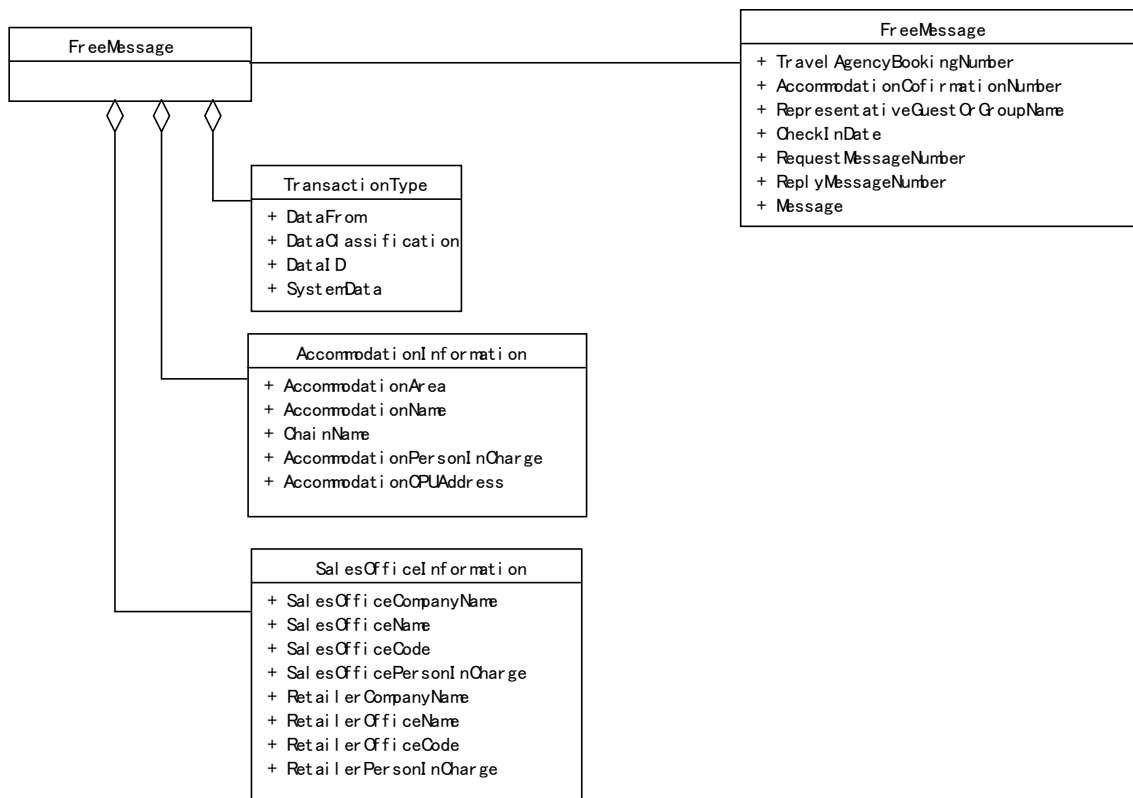 FreeMessage
FreeMessage
+ TravelAgencyBookingNumber
+ AccommodationCofirmationNumber
+ RepresentativeGuestOrGroupName
+ CheckInDate
+ RequestMessageNumber
+ ReplyMessageNumber
+ Message
TransactionType
+ DataFrom
+ DataClassification
+ DataID
+ SystemData
AccommodationInformation
+ AccommodationArea
+ AccommodationName
+ ChainName
+ AccommodationPersonInCharge
+ AccommodationCPUAddress
SalesOfficeInformation
+ SalesOfficeCompanyName
+ SalesOfficeName
+ SalesOfficeCode
+ SalesOfficePersonInCharge
+ RetailerCompanyName
+ RetailerOfficeName
+ RetailerOfficeCode
+ RetailerPersonInCharge